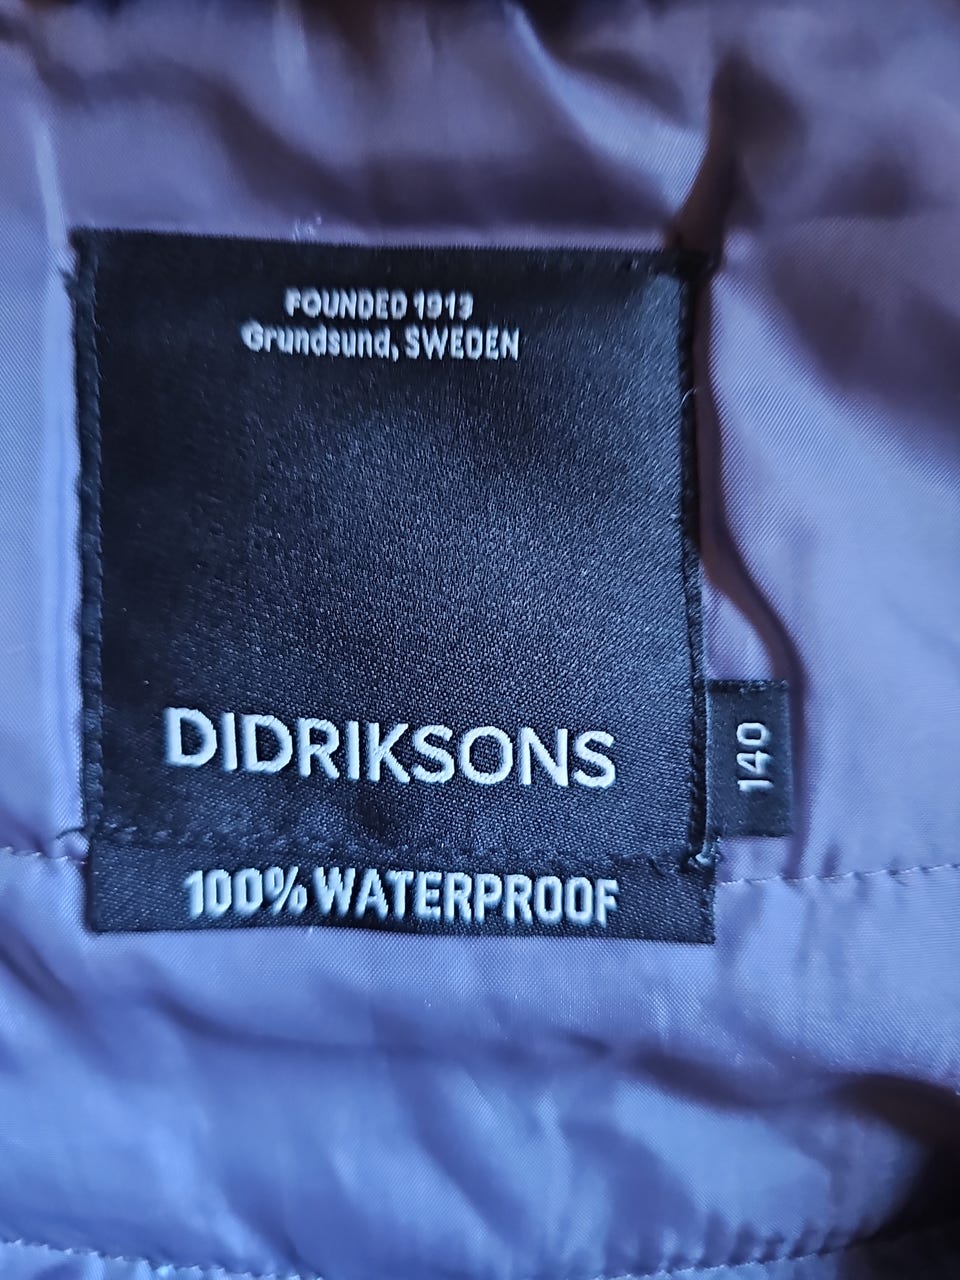 FOUNDED 1913
Grundsund, SWEDEN
DIDRIKSONS
140
100% WATERPROOF